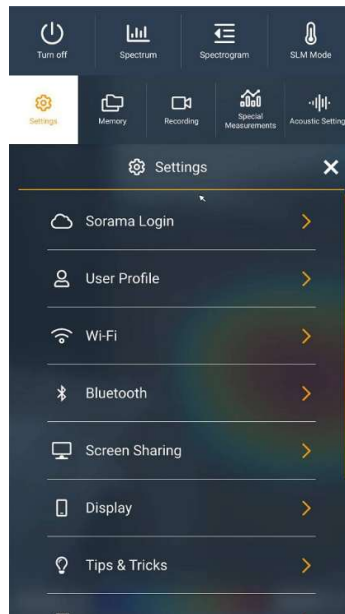 Turn off
Spectrum
Spectrogram
SLM Mode
Settings
Memory
Recording
Special
Measurements
Acoustic Setting
Settings
Sorama Login
User Profile
Wi-Fi
Bluetooth
Screen Sharing
Display
Tips & Tricks